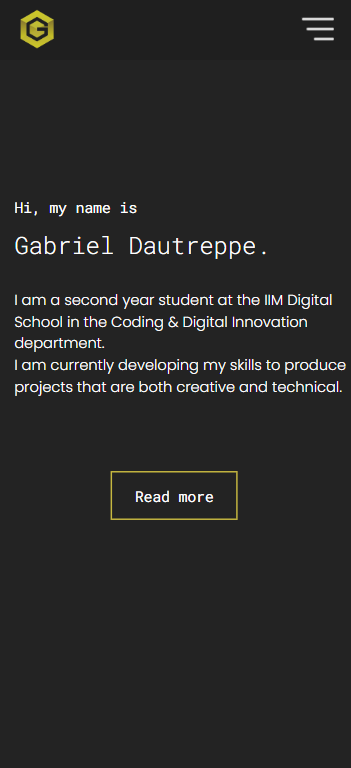 G
Hi, my name is
Gabriel Dautreppe.
I am a second year student at the IIM Digital
School in the Coding & Digital Innovation
department.
I am currently developing my skills to produce
projects that are both creative and technical.
Read more